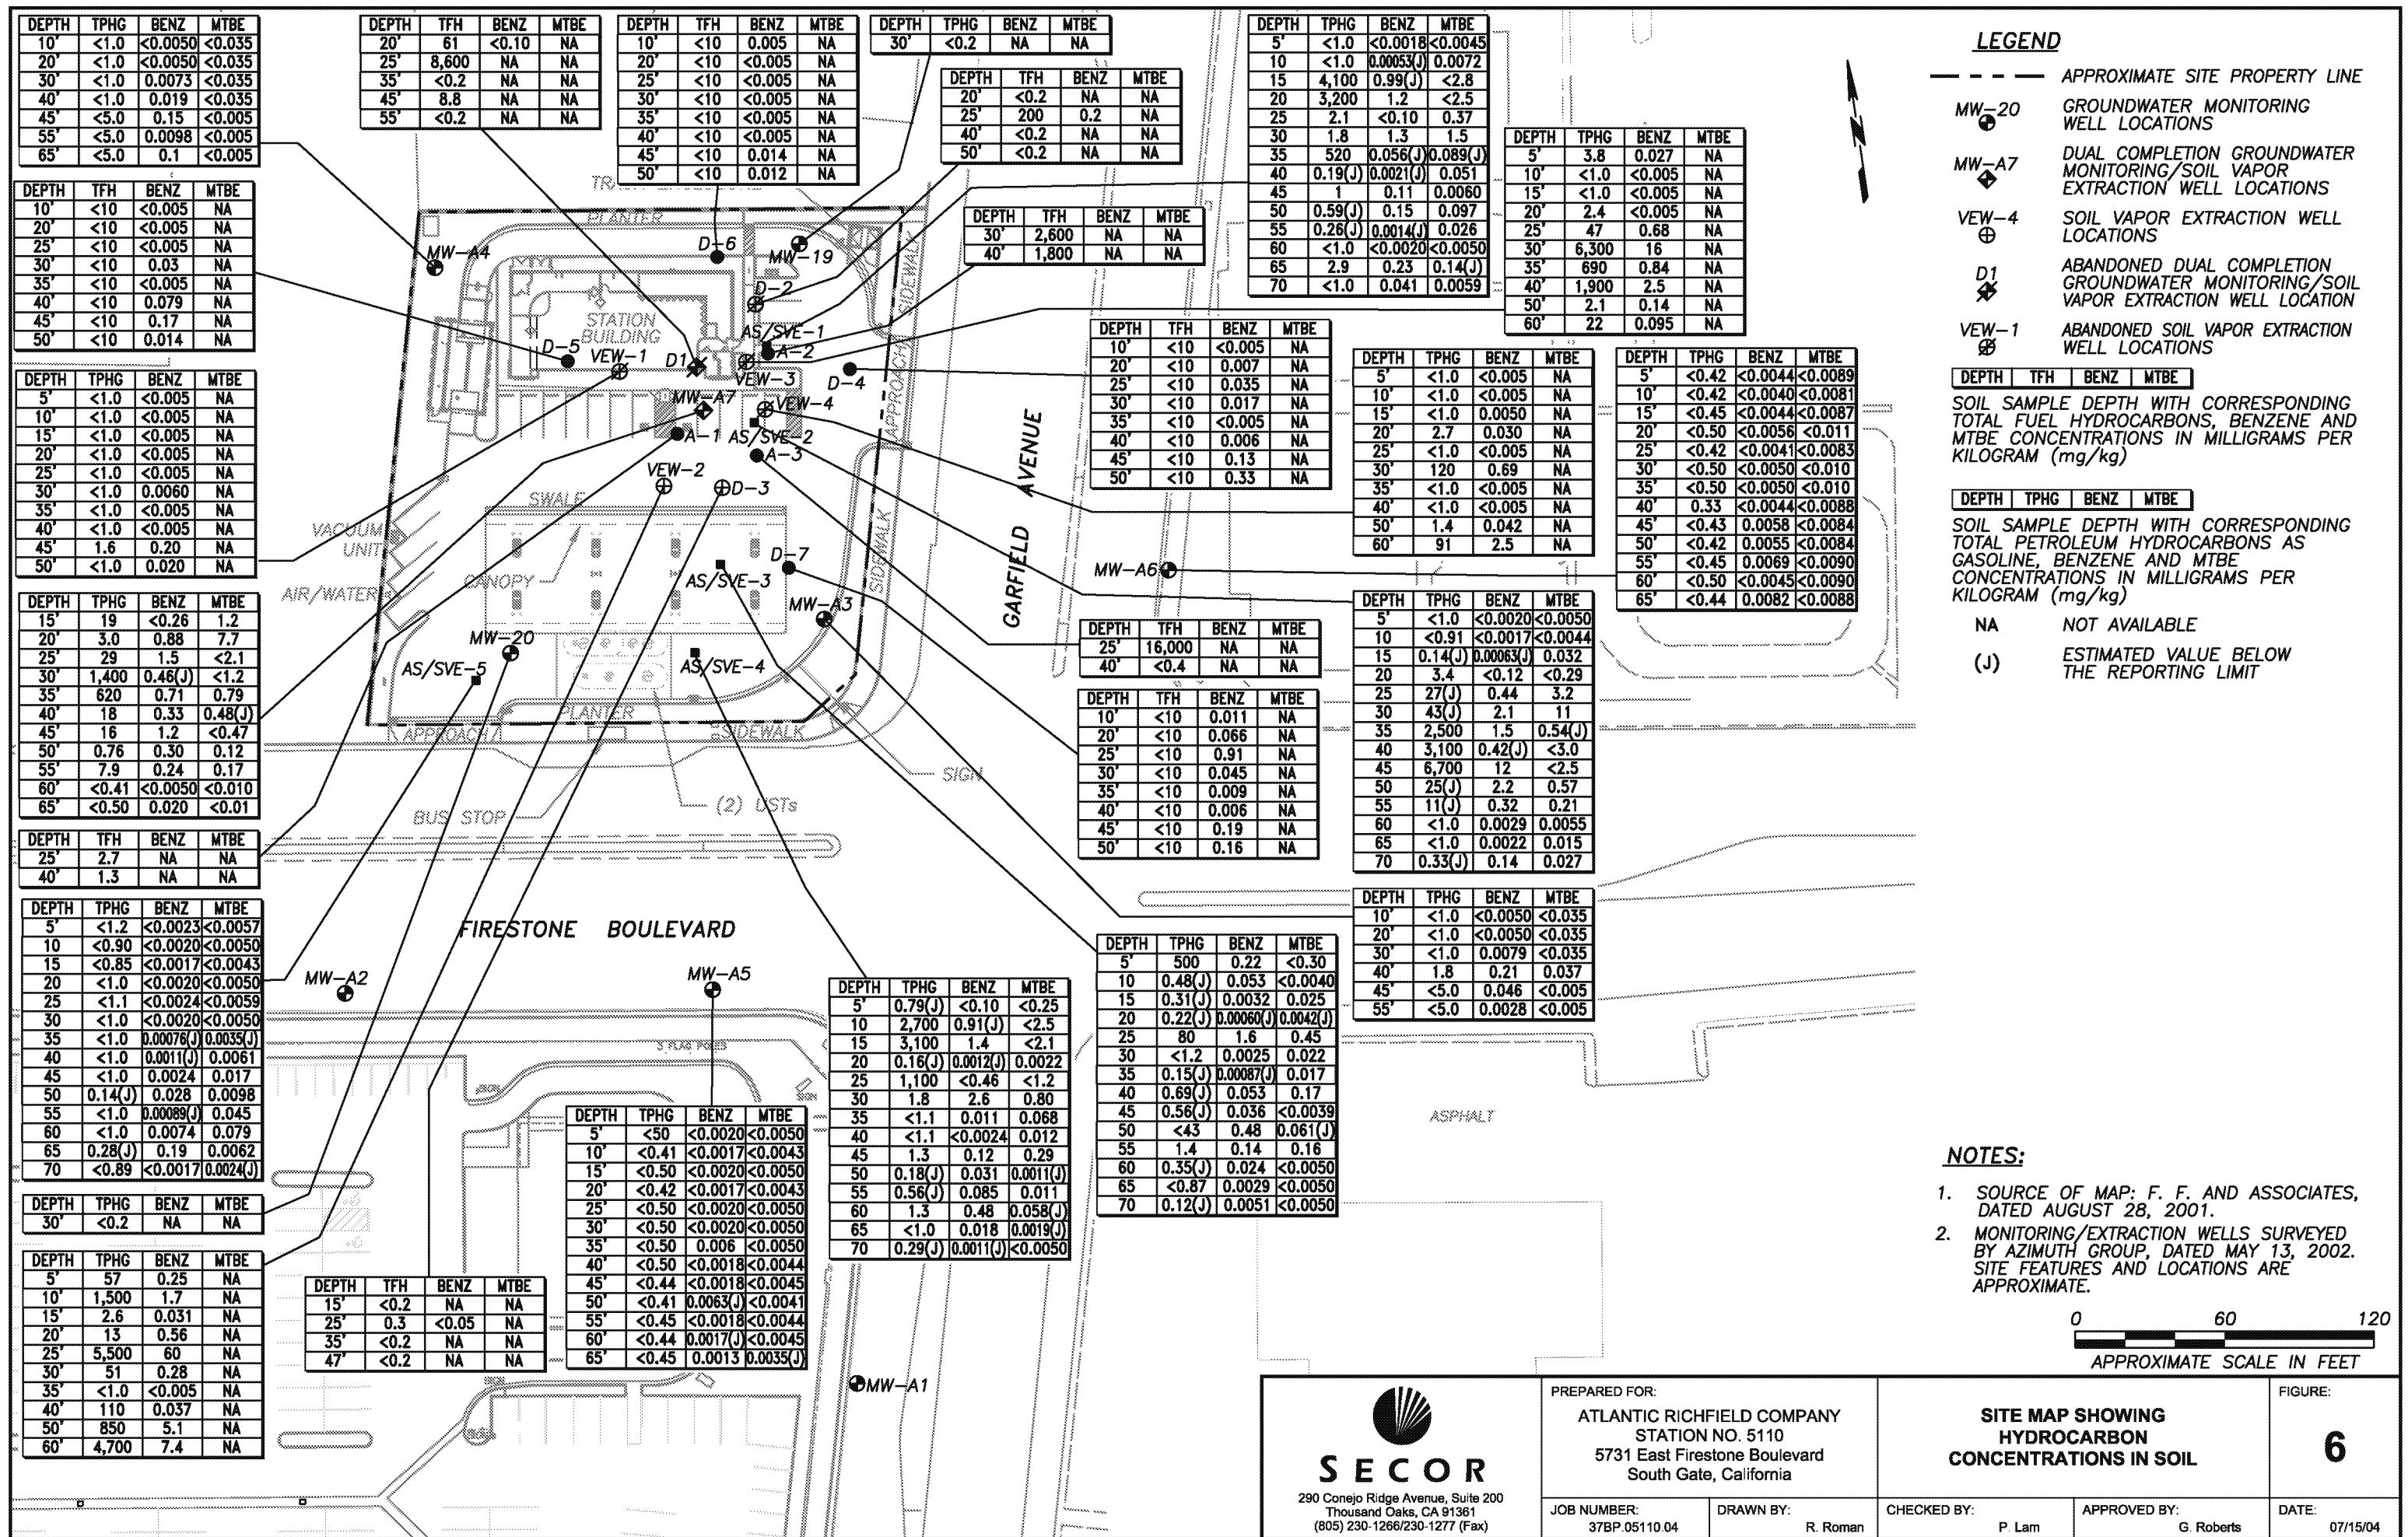 DEPTH TPHG BENZ MTBE
10' <1.0 <0.0050 <0.035
20' <1.0 <0.0050 <0.035
30' <1.0 0.0073 <0.035
40' <1.0 0.019 <0.035
45' <5.0 0.15 <0.005
55' <5.0 0.0098 <0.005
65' <5.0 0.1 <0.005
DEPTH TFH BENZ MTBE
20' 61 <0.10 NA
25' 8,600 NA NA
35' <0.2 NA NA
45' 8.8 NA NA
55' <0.2 NA NA
DEPTH TFH BENZ MTBE
10' <10 0.005 NA
20' <10 <0.005 NA
25' <10 <0.005 NA
30' <10 <0.005 NA
35' <10 <0.005 NA
40' <10 <0.005 NA
45' <10 0.014 NA
50' <10 0.012 NA
DEPTH TPHG BENZ MTBE
30' <0.2 NA NA
DEPTH TFH BENZ MTBE
20' <0.2 NA NA
25' 200 0.2 NA
40' <0.2 NA NA
50' <0.2 NA NA
DEPTH TFH BENZ MTBE
30' 2,600 NA NA
40' 1,800 NA NA
DEPTH TPHG BENZ MTBE
5' <1.0 <0.0018 <0.0045
10 <1.0 0.00053(J) 0.0072
15 4,100 0.99(J) <2.8
20 3,200 1.2 <2.5
25 2.1 <0.10 0.37
30 1.8 1.3 1.5
35 520 0.056(J) 0.089(J)
40 0.19(J) 0.0021(J) 0.051
45 1 0.11 0.0060
50 0.59(J) 0.15 0.097
55 0.26(J) 0.0014(J) 0.026
60 <1.0 <0.0020 <0.0050
65 2.9 0.23 0.14(J)
70 <1.0 0.041 0.0059
DEPTH TPHG BENZ MTBE
5' 3.8 0.027 NA
10' <1.0 <0.005 NA
15' <1.0 <0.005 NA
20' 2.4 <0.005 NA
25' 47 0.68 NA
30' 6,300 16 NA
35' 690 0.84 NA
40' 1,900 2.5 NA
50' 2.1 0.14 NA
60' 22 0.095 NA
DEPTH TFH BENZ MTBE
10' <10 <0.005 NA
20' <10 <0.005 NA
25' <10 <0.005 NA
30' <10 0.03 NA
35' <10 <0.005 NA
40' <10 0.079 NA
45' <10 0.17 NA
50' <10 0.014 NA
DEPTH TPHG BENZ MTBE
5' <1.0 <0.005 NA
10' <1.0 <0.005 NA
15' <1.0 <0.005 NA
20' <1.0 <0.005 NA
25' <1.0 <0.005 NA
30' <1.0 0.0060 NA
35' <1.0 <0.005 NA
40' <1.0 <0.005 NA
45' 1.6 0.20 NA
50' <1.0 0.020 NA
DEPTH TPHG BENZ MTBE
15' 19 <0.26 1.2
20' 3.0 0.88 7.7
25' 29 1.5 <2.1
30' 1,400 0.46(J) <1.2
35' 620 0.71 0.79
40' 18 0.33 0.48(J)
45' 16 1.2 <0.47
50' 0.76 0.30 0.12
55' 7.9 0.24 0.17
60' <0.41 <0.0050 <0.010
65' <0.50 0.020 <0.01
DEPTH TFH BENZ MTBE
25' 2.7 NA NA
40' 1.3 NA NA
DEPTH TPHG BENZ MTBE
5' <1.2 <0.0023 <0.0057
10 <0.90 <0.0020 <0.0050
15 <0.85 <0.0017 <0.0043
20 <1.0 <0.0020 <0.0050
25 <1.1 <0.0024 <0.0059
30 <1.0 <0.0020 <0.0050
35 <1.0 0.00076(J) 0.0035(J)
40 <1.0 0.0011(J) 0.0061
45 <1.0 0.0024 0.017
50 0.14(J) 0.028 0.0098
55 <1.0 0.00089(J) 0.045
60 <1.0 0.0074 0.079
65 0.28(J) 0.19 0.0062
70 <0.89 <0.0017 0.0024(J)
DEPTH TPHG BENZ MTBE
30' <0.2 NA NA
DEPTH TPHG BENZ MTBE
5' 57 0.25 NA
10' 1,500 1.7 NA
15' 2.6 0.031 NA
20' 13 0.56 NA
25' 5,500 60 NA
30' 51 0.28 NA
35' <1.0 <0.005 NA
40' 110 0.037 NA
50' 850 5.1 NA
60' 4,700 7.4 NA
DEPTH TFH BENZ MTBE
15' <0.2 NA NA
25' 0.3 <0.05 NA
35' <0.2 NA NA
47' <0.2 NA NA
DEPTH TPHG BENZ MTBE
5' <50 <0.0020 <0.0050
10' <0.41 <0.0017 <0.0043
15' <0.50 <0.0020 <0.0050
20' <0.42 <0.0017 <0.0043
25' <0.50 <0.0020 <0.0050
30' <0.50 <0.0020 <0.0050
35' <0.50 0.006 <0.0050
40' <0.50 <0.0018 <0.0044
45' <0.44 <0.0018 <0.0045
50' <0.41 0.0063(J) <0.0041
55' <0.45 <0.0018 <0.0044
60' <0.44 0.0017(J) <0.0045
65' <0.45 0.0013 0.0035(J)
DEPTH TPHG BENZ MTBE
5' 0.79(J) <0.10 <0.25
10 2,700 0.91(J) <2.5
15 3,100 1.4 <2.1
20 0.16(J) 0.0012(J) 0.0022
25 1,100 <0.46 <1.2
30 1.8 2.6 0.80
35 <1.1 0.011 0.068
40 <1.1 <0.0024 0.012
45 1.3 0.12 0.29
50 0.18(J) 0.031 0.0011(J)
55 0.56(J) 0.085 0.011
60 1.3 0.48 0.058(J)
65 <1.0 0.018 0.0019(J)
70 0.29(J) 0.0011(J) <0.0050
DEPTH TPHG BENZ MTBE
5' 500 0.22 <0.30
10 0.48(J) 0.053 <0.0040
15 0.31(J) 0.0032 0.025
20 0.22(J) 0.00060(J) 0.0042(J)
25 80 1.6 0.45
30 <1.2 0.0025 0.022
35 0.15(J) 0.00087(J) 0.017
40 0.69(J) 0.053 0.17
45 0.56(J) 0.036 <0.0039
50 <43 0.48 0.061(J)
55 1.4 0.14 0.16
60 0.35(J) 0.024 <0.0050
65 <0.87 0.0029 <0.0050
70 0.12(J) 0.0051 <0.0050
DEPTH TFH BENZ MTBE
10' <10 <0.005 NA
20' <10 0.007 NA
25' <10 0.035 NA
30' <10 0.017 NA
35' <10 <0.005 NA
40' <10 0.006 NA
45' <10 0.13 NA
50' <10 0.33 NA
DEPTH TFH BENZ MTBE
25' 16,000 NA NA
40' <0.4 NA NA
DEPTH TFH BENZ MTBE
10' <10 0.011 NA
20' <10 0.066 NA
25' <10 0.91 NA
30' <10 0.045 NA
35' <10 0.009 NA
40' <10 0.006 NA
45' <10 0.19 NA
50' <10 0.16 NA
DEPTH TPHG BENZ MTBE
5' <1.0 <0.005 NA
10' <1.0 <0.005 NA
15' <1.0 0.0050 NA
20' 2.7 0.030 NA
25' <1.0 <0.005 NA
30' 120 0.69 NA
35' <1.0 <0.005 NA
40' <1.0 <0.005 NA
50' 1.4 0.042 NA
60' 91 2.5 NA
DEPTH TPHG BENZ MTBE
5' <0.42 <0.0044 <0.0089
10' <0.42 <0.0040 <0.0081
15' <0.45 <0.0044 <0.0087
20' <0.50 <0.0056 <0.011
25' <0.42 <0.0041 <0.0083
30' <0.50 <0.0050 <0.010
35' <0.50 <0.0050 <0.010
40' 0.33 <0.0044 <0.0088
45' <0.43 0.0058 <0.0084
50' <0.42 0.0055 <0.0084
55' <0.45 0.0069 <0.0090
60' <0.50 <0.0045 <0.0090
65' <0.44 0.0082 <0.0088
DEPTH TPHG BENZ MTBE
5' <1.0 <0.0020 <0.0050
10 <0.91 <0.0017 <0.0044
15 0.14(J) 0.00063(J) 0.032
20 3.4 <0.12 <0.29
25 27(J) 0.44 3.2
30 43(J) 2.1 11
35 2,500 1.5 0.54(J)
40 3,100 0.42(J) <3.0
45 6,700 12 <2.5
50 25(J) 2.2 0.57
55 11(J) 0.32 0.21
60 <1.0 0.0029 0.0055
65 <1.0 0.0022 0.015
70 0.33(J) 0.14 0.027
DEPTH TPHG BENZ MTBE
10' <1.0 <0.0050 <0.035
20' <1.0 <0.0050 <0.035
30' <1.0 0.0079 <0.035
40' 1.8 0.21 0.037
45' <5.0 0.046 <0.005
55' <5.0 0.0028 <0.005
PLANTER
MW-A4
D-6
MW-19
D-2
SIDEWALK
STATION
BUILDING
AS/SVE-1
A-2
D-5
VEW-1
D1
VEW-3
D-4
APPROACH
MW-A7
VEW-4
A-1
AS/SVE-2
A-3
VEW-2
D-3
SWALE
VACUUM
UNIT
CANOPY
AIR/WATER
AS/SVE-3
D-7
SIDEWALK
GARFIELD AVENUE
MW-A6
MW-A3
MW-20
AS/SVE-5
AS/SVE-4
PLANTER
APPROACH
SIDEWALK
SIGN
(2) USTs
BUS STOP
FIRESTONE BOULEVARD
MW-A2
MW-A5
3 FLAG POLES
SIGN
SIGN
MW-A1
ASPHALT
LEGEND
APPROXIMATE SITE PROPERTY LINE
MW-20 GROUNDWATER MONITORING
WELL LOCATIONS
MW-A7 DUAL COMPLETION GROUNDWATER
MONITORING/SOIL VAPOR
EXTRACTION WELL LOCATIONS
VEW-4 SOIL VAPOR EXTRACTION WELL
LOCATIONS
D1 ABANDONED DUAL COMPLETION
GROUNDWATER MONITORING/SOIL
VAPOR EXTRACTION WELL LOCATION
VEW-1 ABANDONED SOIL VAPOR EXTRACTION
WELL LOCATIONS
DEPTH TFH BENZ MTBE
SOIL SAMPLE DEPTH WITH CORRESPONDING
TOTAL FUEL HYDROCARBONS, BENZENE AND
MTBE CONCENTRATIONS IN MILLIGRAMS PER
KILOGRAM (mg/kg)
DEPTH TPHG BENZ MTBE
SOIL SAMPLE DEPTH WITH CORRESPONDING
TOTAL PETROLEUM HYDROCARBONS AS
GASOLINE, BENZENE AND MTBE
CONCENTRATIONS IN MILLIGRAMS PER
KILOGRAM (mg/kg)
NA NOT AVAILABLE
(J) ESTIMATED VALUE BELOW
THE REPORTING LIMIT
NOTES:
1. SOURCE OF MAP: F. F. AND ASSOCIATES,
DATED AUGUST 28, 2001.
2. MONITORING/EXTRACTION WELLS SURVEYED
BY AZIMUTH GROUP, DATED MAY 13, 2002.
SITE FEATURES AND LOCATIONS ARE
APPROXIMATE.
0 60 120
APPROXIMATE SCALE IN FEET
SECOR
290 Conejo Ridge Avenue, Suite 200
Thousand Oaks, CA 91361
(805) 230-1266/230-1277 (Fax)
PREPARED FOR:
ATLANTIC RICHFIELD COMPANY
STATION NO. 5110
5731 East Firestone Boulevard
South Gate, California
JOB NUMBER:
37BP.05110.04
DRAWN BY:
R. Roman
SITE MAP SHOWING
HYDROCARBON
CONCENTRATIONS IN SOIL
CHECKED BY:
P. Lam
APPROVED BY:
G. Roberts
FIGURE:
6
DATE:
07/15/04